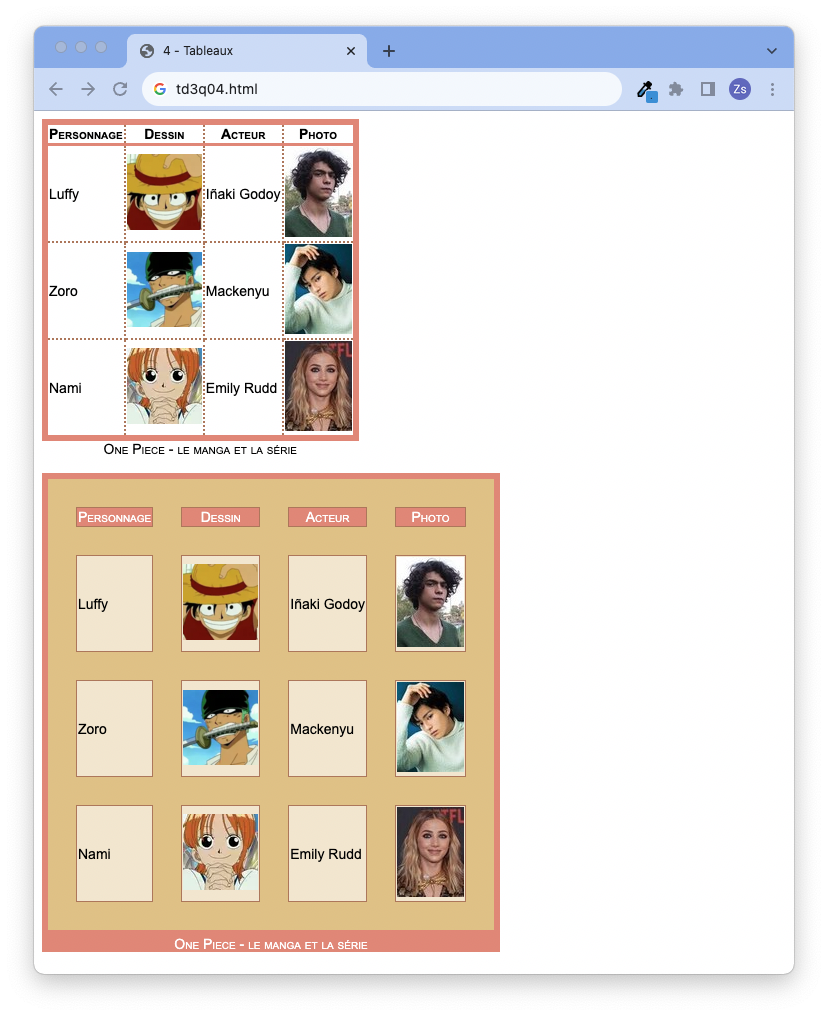 4 - Tableaux
td3q04.html
Zs
Personnage Dessin Acteur Photo
Luffy Iñaki Godoy
Zoro Mackenyu
Nami Emily Rudd
One Piece - le manga et la série
Personnage Dessin Acteur Photo
Luffy Iñaki Godoy
Zoro Mackenyu
Nami Emily Rudd
One Piece - le manga et la série